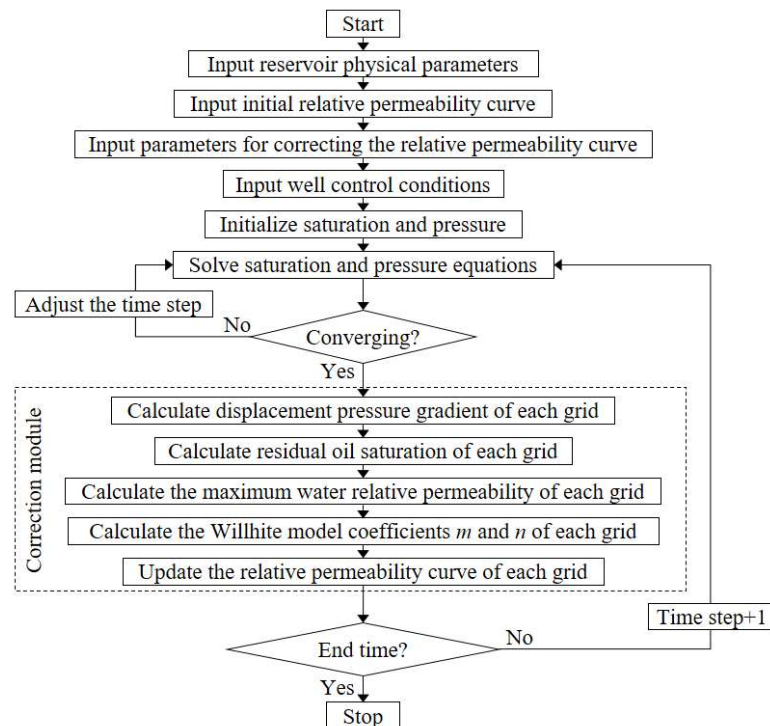 Start
Input reservoir physical parameters
Input initial relative permeability curve
Input parameters for correcting the relative permeability curve
Input well control conditions
Initialize saturation and pressure
Solve saturation and pressure equations
Adjust the time step
No
Converging?
Yes
Correction module
Calculate displacement pressure gradient of each grid
Calculate residual oil saturation of each grid
Calculate the maximum water relative permeability of each grid
Calculate the Willhite model coefficients m and n of each grid
Update the relative permeability curve of each grid
Time step+1
End time?
No
Yes
Stop